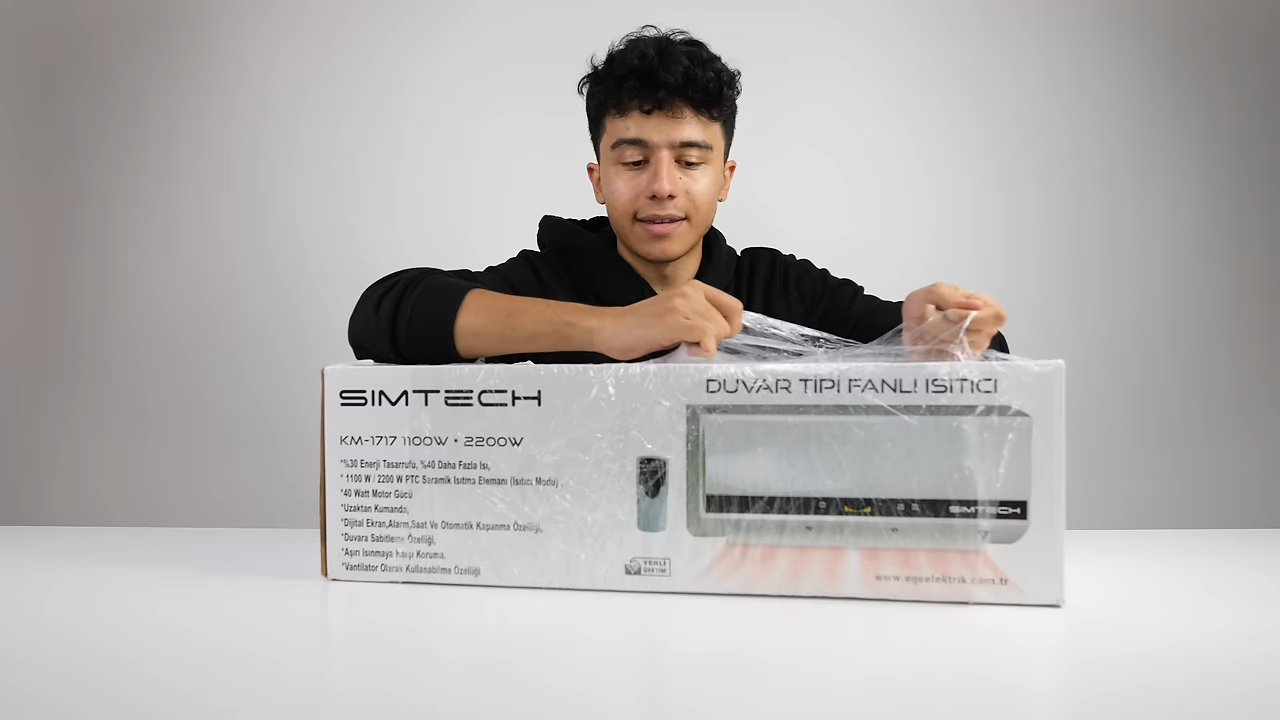 SIMTECH
KM-1717 1100W • 2200W
*%30 Enerji Tasarrufu, %40 Daha Fazla Isı,
* 1100 W / 2200 W PTC Seramik Isıtma Elemanı (Isıtıcı Modu) .
*40 Watt Motor Gücü
*Uzaktan Kumanda,
*Dijital Ekran,Alarm,Saat Ve Otomatik Kapanma Özelliği,
*Duvara Sabitleme Özelliği,
*Aşırı Isınmaya karşı Koruma.
*Vantilatör Olarak Kullanabilme Özelliği
YERLİ
ÜRETİM
DUVAR TİPİ FANLI ISITICI
SIMTECH
www.egeelektrik.com.tr